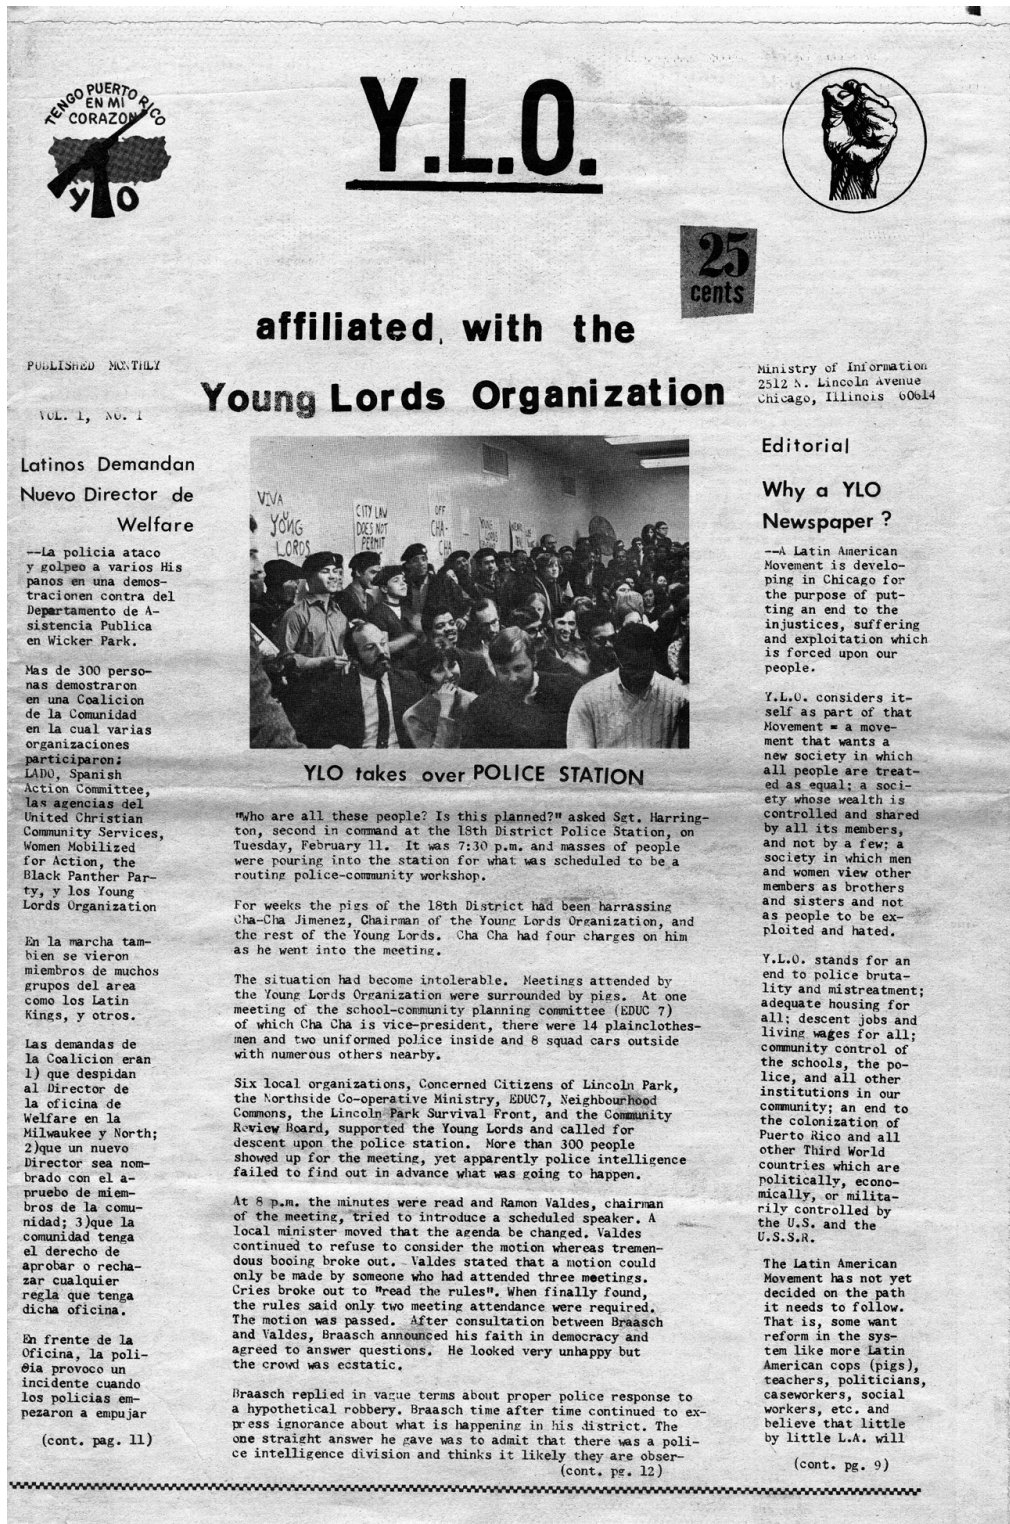 TENGO PUERTO RICO
EN MI
CORAZON
YLO
Y.L.O.
25
cents
affiliated with the
Young Lords Organization
PUBLISHED MONTHLY
VOL. 1, NO. 1
Ministry of Information
2512 N. Lincoln Avenue
Chicago, Illinois 60614
Latinos Demandan
Nuevo Director de
Welfare
--La policia ataco
y golpeo a varios His
panos en una demos-
tracionen contra del
Departamento de A-
sistencia Publica
en Wicker Park.
Mas de 300 perso-
nas demostraron
en una Coalicion
de la Comunidad
en la cual varias
organizaciones
participaron:
LADO, Spanish
Action Committee,
las agencias del
United Christian
Community Services,
Women Mobilized
for Action, the
Black Panther Par-
ty, y los Young
Lords Organization
En la marcha tam-
bien se vieron
miembros de muchos
grupos del area
como los Latin
Kings, y otros.
Las demandas de
la Coalicion eran
1) que despidan
al Director de
la oficina de
Welfare en la
Milwaukee y North;
2)que un nuevo
Director sea nom-
brado con el a-
pruebo de miem-
bros de la comu-
nidad; 3)que la
comunidad tenga
el derecho de
aprobar o recha-
zar cualquier
regla que tenga
dicha oficina.
En frente de la
Oficina, la poli-
cia provoco un
incidente cuando
los policias em-
pezaron a empujar
(cont. pag. 11)
VIVA
YOUNG
LORDS
CITY LAW
DOES NOT
PERMIT
OFF
CHA-
CHA
YOUNG
LORDS
YLO takes over POLICE STATION
"Who are all these people? Is this planned?" asked Sgt. Harring-
ton, second in command at the 18th District Police Station, on
Tuesday, February 11. It was 7:30 p.m. and masses of people
were pouring into the station for what was scheduled to be a
routing police-community workshop.
For weeks the pigs of the 18th District had been harrassing
Cha-Cha Jimenez, Chairman of the Young Lords Organization, and
the rest of the Young Lords. Cha Cha had four charges on him
as he went into the meeting.
The situation had become intolerable. Meetings attended by
the Young Lords Organization were surrounded by pigs. At one
meeting of the school-community planning committee (EDUC 7)
of which Cha Cha is vice-president, there were 14 plainclothes-
men and two uniformed police inside and 8 squad cars outside
with numerous others nearby.
Six local organizations, Concerned Citizens of Lincoln Park,
the Northside Co-operative Ministry, EDUC7, Neighbourhood
Commons, the Lincoln Park Survival Front, and the Community
Review Board, supported the Young Lords and called for
descent upon the police station. More than 300 people
showed up for the meeting, yet apparently police intelligence
failed to find out in advance what was going to happen.
At 8 p.m. the minutes were read and Ramon Valdes, chairman
of the meeting, tried to introduce a scheduled speaker. A
local minister moved that the agenda be changed. Valdes
continued to refuse to consider the motion whereas tremen-
dous booing broke out. Valdes stated that a motion could
only be made by someone who had attended three meetings.
Cries broke out to "read the rules". When finally found,
the rules said only two meeting attendance were required.
The motion was passed. After consultation between Braasch
and Valdes, Braasch announced his faith in democracy and
agreed to answer questions. He looked very unhappy but
the crowd was ecstatic.
Braasch replied in vague terms about proper police response to
a hypothetical robbery. Braasch time after time continued to ex-
press ignorance about what is happening in his district. The
one straight answer he gave was to admit that there was a poli-
ce intelligence division and thinks it likely they are obser-
(cont. pg. 12)
Editorial
Why a YLO
Newspaper ?
--A Latin American
Movement is develo-
ping in Chicago for
the purpose of put-
ting an end to the
injustices, suffering
and exploitation which
is forced upon our
people.
Y.L.O. considers it-
self as part of that
Movement = a move-
ment that wants a
new society in which
all people are treat-
ed as equal; a soci-
ety whose wealth is
controlled and shared
by all its members,
and not by a few; a
society in which men
and women view other
members as brothers
and sisters and not
as people to be ex-
ploited and hated.
Y.L.O. stands for an
end to police bruta-
lity and mistreatment;
adequate housing for
all; descent jobs and
living wages for all;
community control of
the schools, the po-
lice, and all other
institutions in our
community; an end to
the colonization of
Puerto Rico and all
other Third World
countries which are
politically, econo-
mically, or milita-
rily controlled by
the U.S. and the
U.S.S.R.
The Latin American
Movement has not yet
decided on the path
it needs to follow.
That is, some want
reform in the sys-
tem like more Latin
American cops (pigs),
teachers, politicians,
caseworkers, social
workers, etc. and
believe that little
by little L.A. will
(cont. pg. 9)